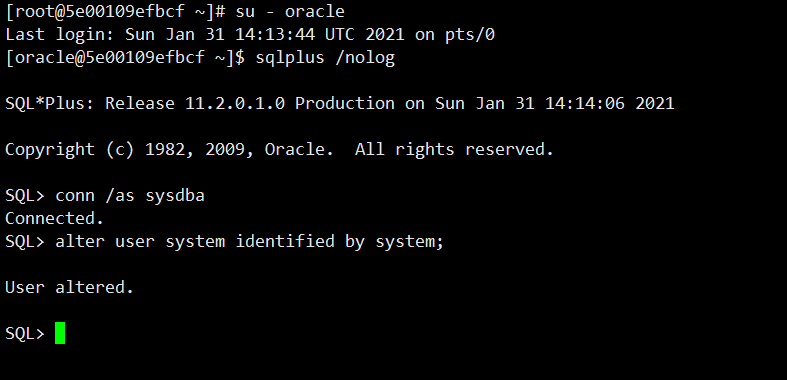 [root@5e00109efbcf ~]# su - oracle
Last login: Sun Jan 31 14:13:44 UTC 2021 on pts/0
[oracle@5e00109efbcf ~]$ sqlplus /nolog
SQL*Plus: Release 11.2.0.1.0 Production on Sun Jan 31 14:14:06 2021
Copyright (c) 1982, 2009, Oracle.  All rights reserved.
SQL> conn /as sysdba
Connected.
SQL> alter user system identified by system;
User altered.
SQL>